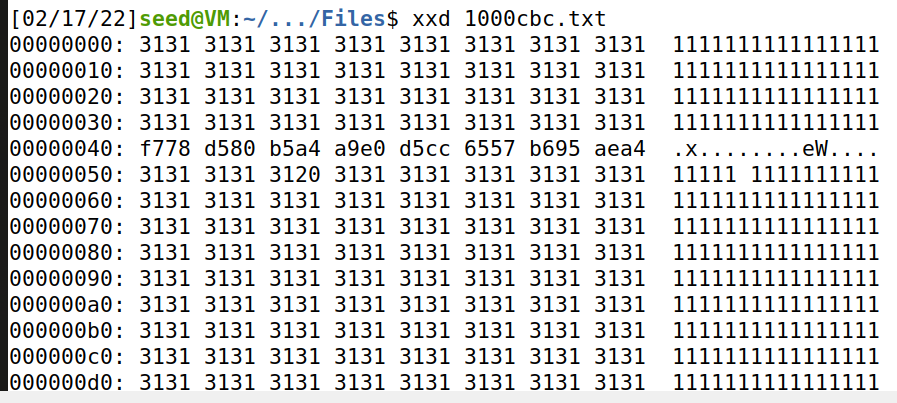 [02/17/22]seed@VM:~/.../Files$ xxd 1000cbc.txt
00000000: 3131 3131 3131 3131 3131 3131 3131 3131  1111111111111111
00000010: 3131 3131 3131 3131 3131 3131 3131 3131  1111111111111111
00000020: 3131 3131 3131 3131 3131 3131 3131 3131  1111111111111111
00000030: 3131 3131 3131 3131 3131 3131 3131 3131  1111111111111111
00000040: f778 d580 b5a4 a9e0 d5cc 6557 b695 aea4  .x........eW....
00000050: 3131 3131 3120 3131 3131 3131 3131 3131  11111 1111111111
00000060: 3131 3131 3131 3131 3131 3131 3131 3131  1111111111111111
00000070: 3131 3131 3131 3131 3131 3131 3131 3131  1111111111111111
00000080: 3131 3131 3131 3131 3131 3131 3131 3131  1111111111111111
00000090: 3131 3131 3131 3131 3131 3131 3131 3131  1111111111111111
000000a0: 3131 3131 3131 3131 3131 3131 3131 3131  1111111111111111
000000b0: 3131 3131 3131 3131 3131 3131 3131 3131  1111111111111111
000000c0: 3131 3131 3131 3131 3131 3131 3131 3131  1111111111111111
000000d0: 3131 3131 3131 3131 3131 3131 3131 3131  1111111111111111